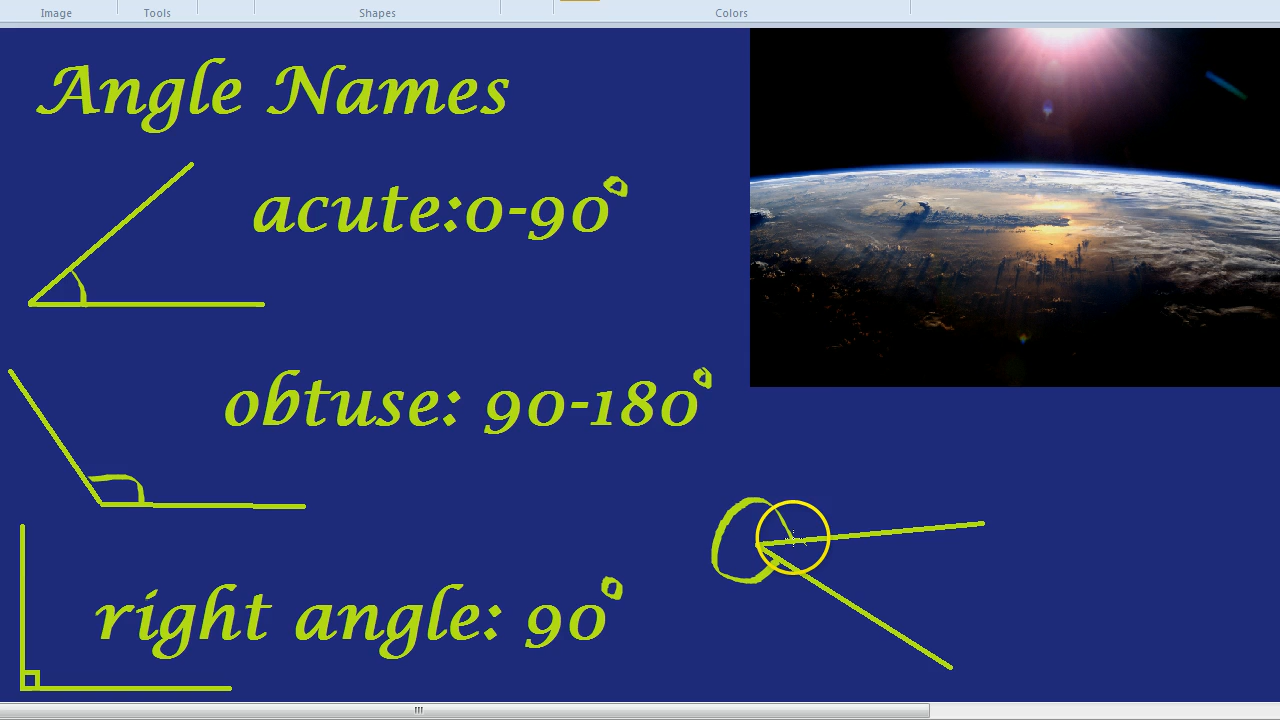 Image Tools Shapes Colors
Angle Names
acute:0-90°
obtuse: 90-180°
right angle: 90°